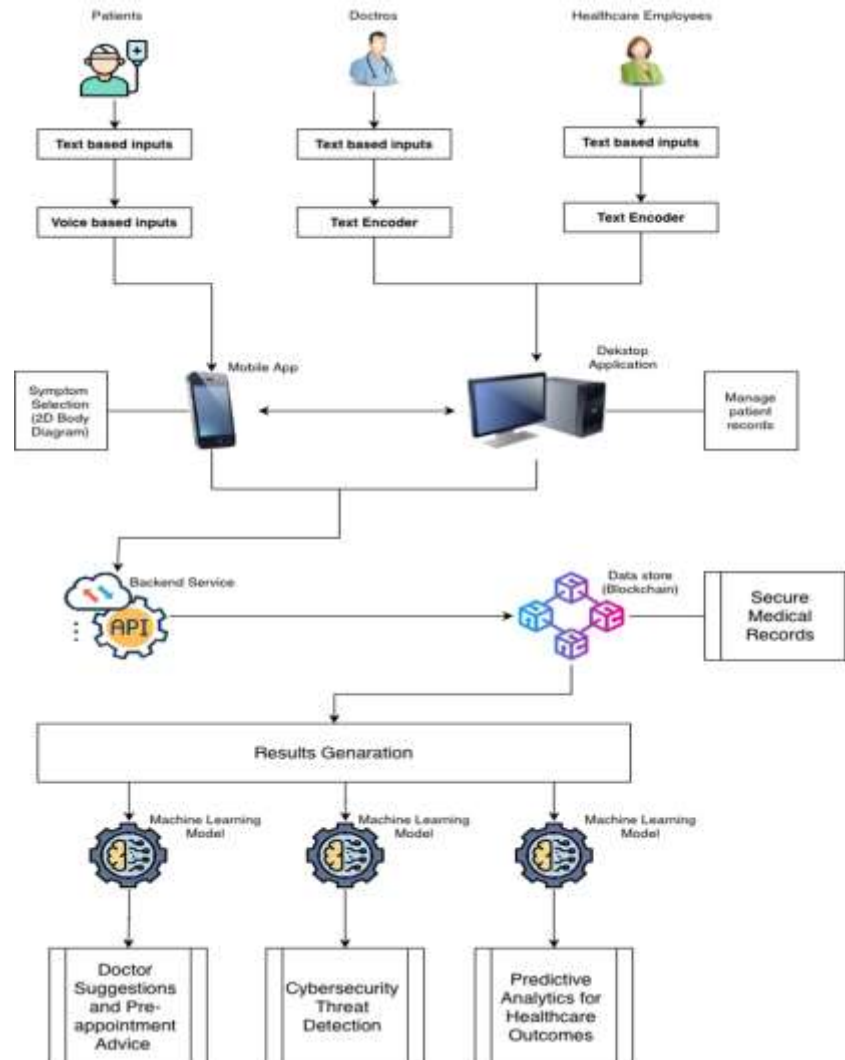 Patients
Doctros
Healthcare Employees
Text based inputs
Text based inputs
Text based inputs
Voice based inputs
Text Encoder
Text Encoder
Mobile App
Dekstop
Application
Symptom
Selection
(2D Body
Diagram)
Manage
patient
records
Backend Service
API
Data store
(Blockchain)
Secure
Medical
Records
Results Genaration
Machine Learning
Model
Machine Learning
Model
Machine Learning
Model
Doctor
Suggestions
and Pre-
appointment
Advice
Cybersecurity
Threat
Detection
Predictive
Analytics for
Healthcare
Outcomes